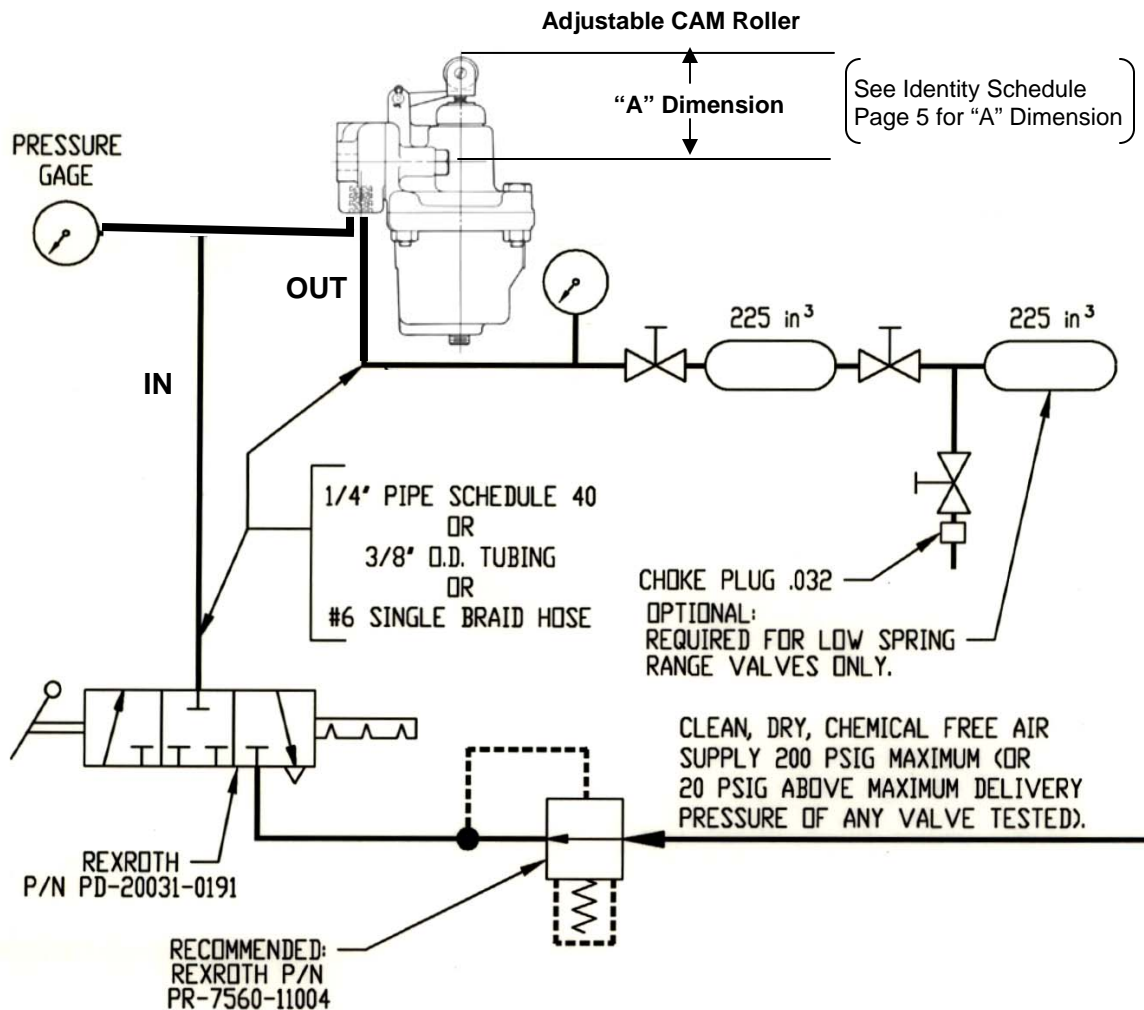 Adjustable CAM Roller
“A” Dimension
See Identity Schedule
Page 5 for “A” Dimension
PRESSURE
GAGE
OUT
IN
225 in³
225 in³
1/4" PIPE SCHEDULE 40
OR
3/8" O.D. TUBING
OR
#6 SINGLE BRAID HOSE
CHOKE PLUG .032
OPTIONAL:
REQUIRED FOR LOW SPRING
RANGE VALVES ONLY.
CLEAN, DRY, CHEMICAL FREE AIR
SUPPLY 200 PSIG MAXIMUM (OR
20 PSIG ABOVE MAXIMUM DELIVERY
PRESSURE OF ANY VALVE TESTED).
REXROTH
P/N PD-20031-0191
RECOMMENDED:
REXROTH P/N
PR-7560-11004